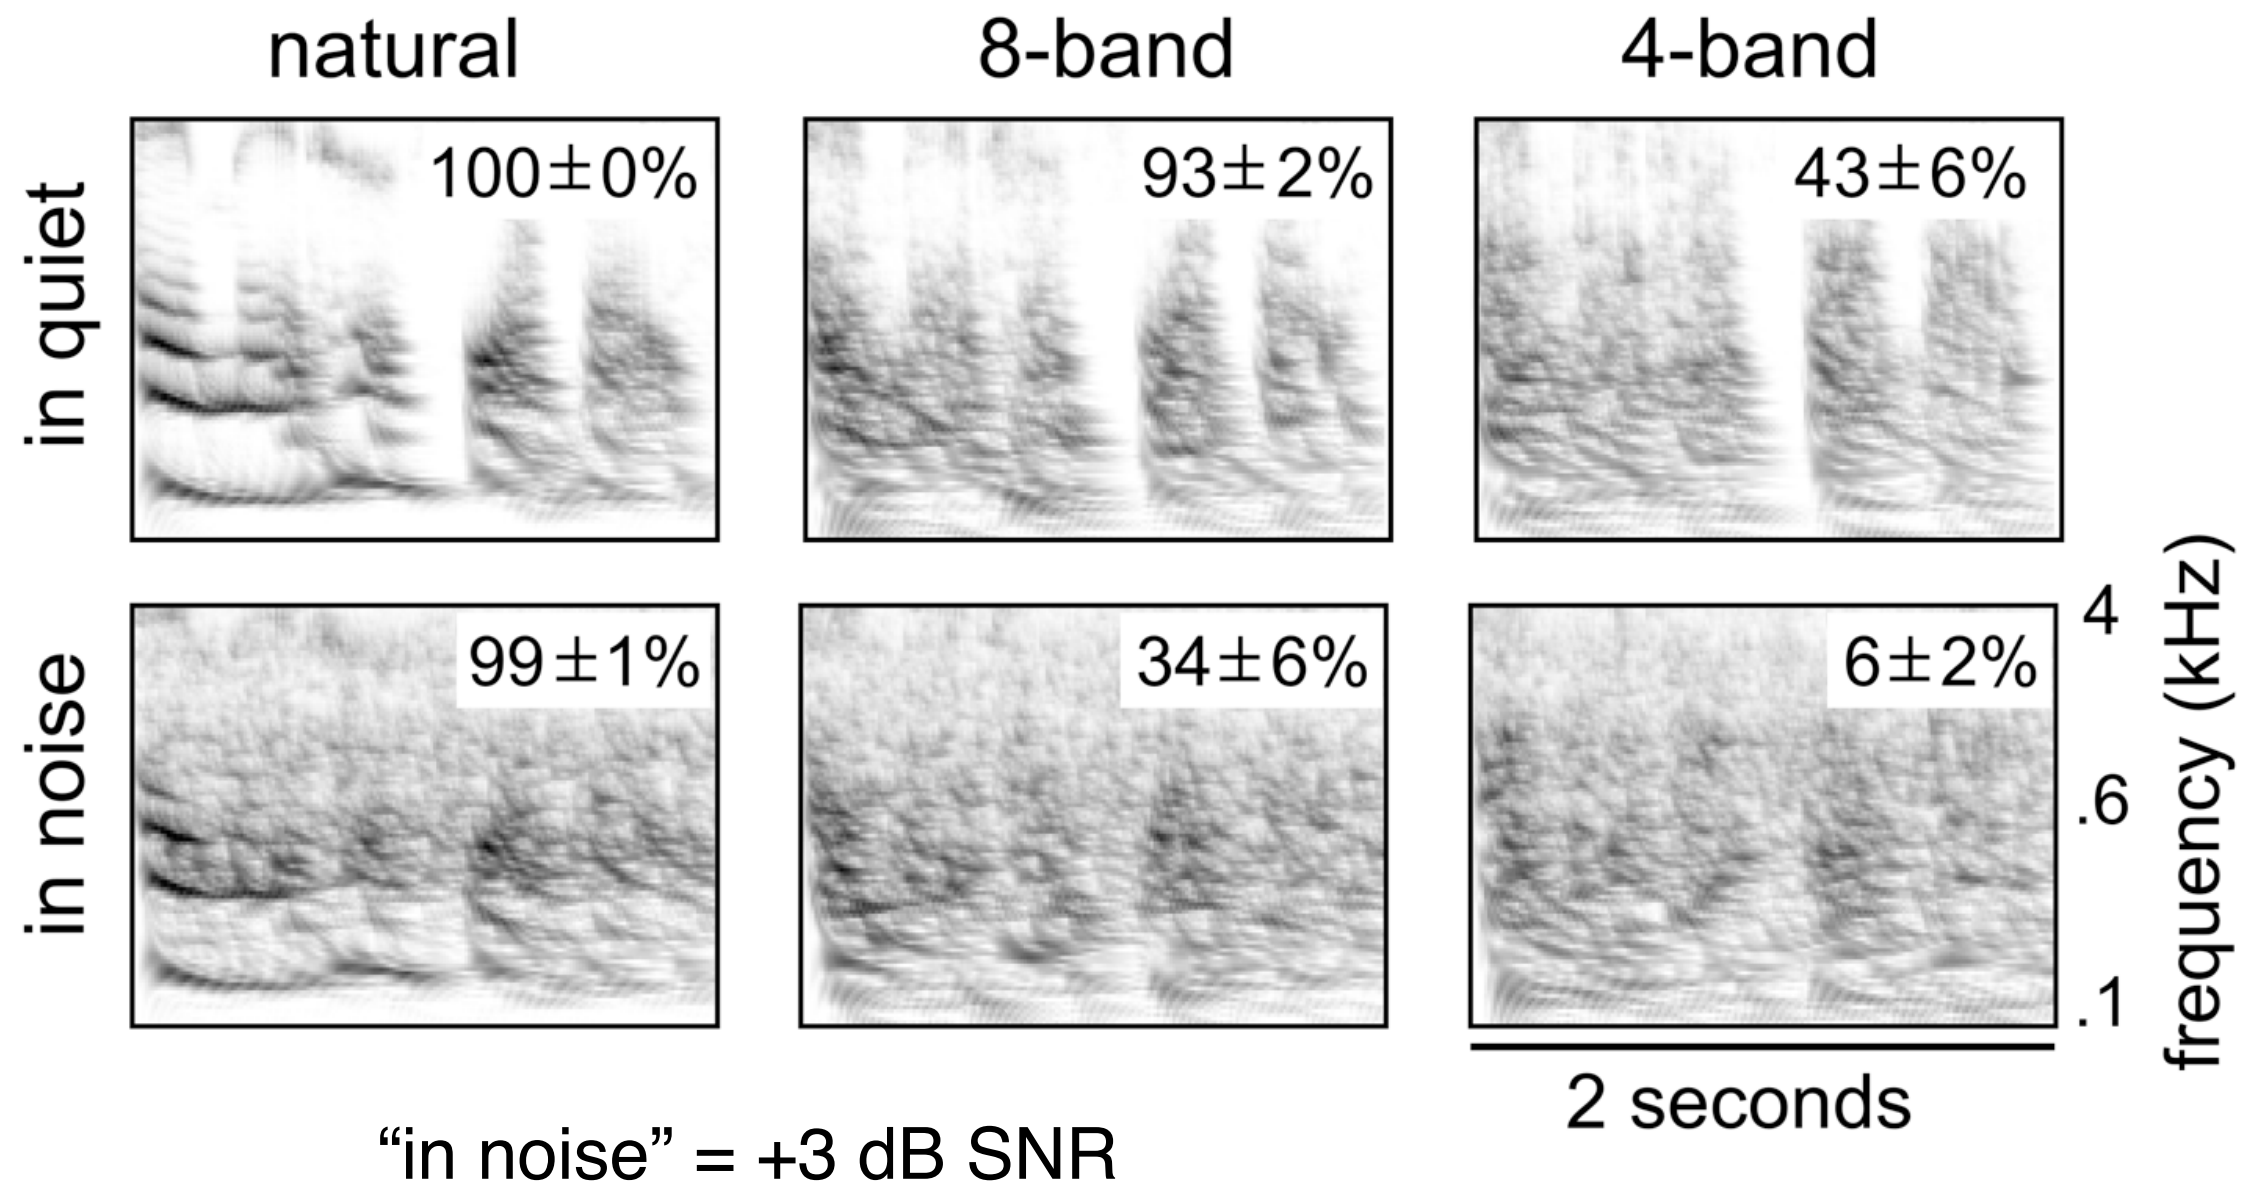 natural
8-band
4-band
in quiet
100±0%
93±2%
43±6%
in noise
99±1%
34±6%
6±2%
4
.6
.1
frequency (kHz)
2 seconds
“in noise” = +3 dB SNR